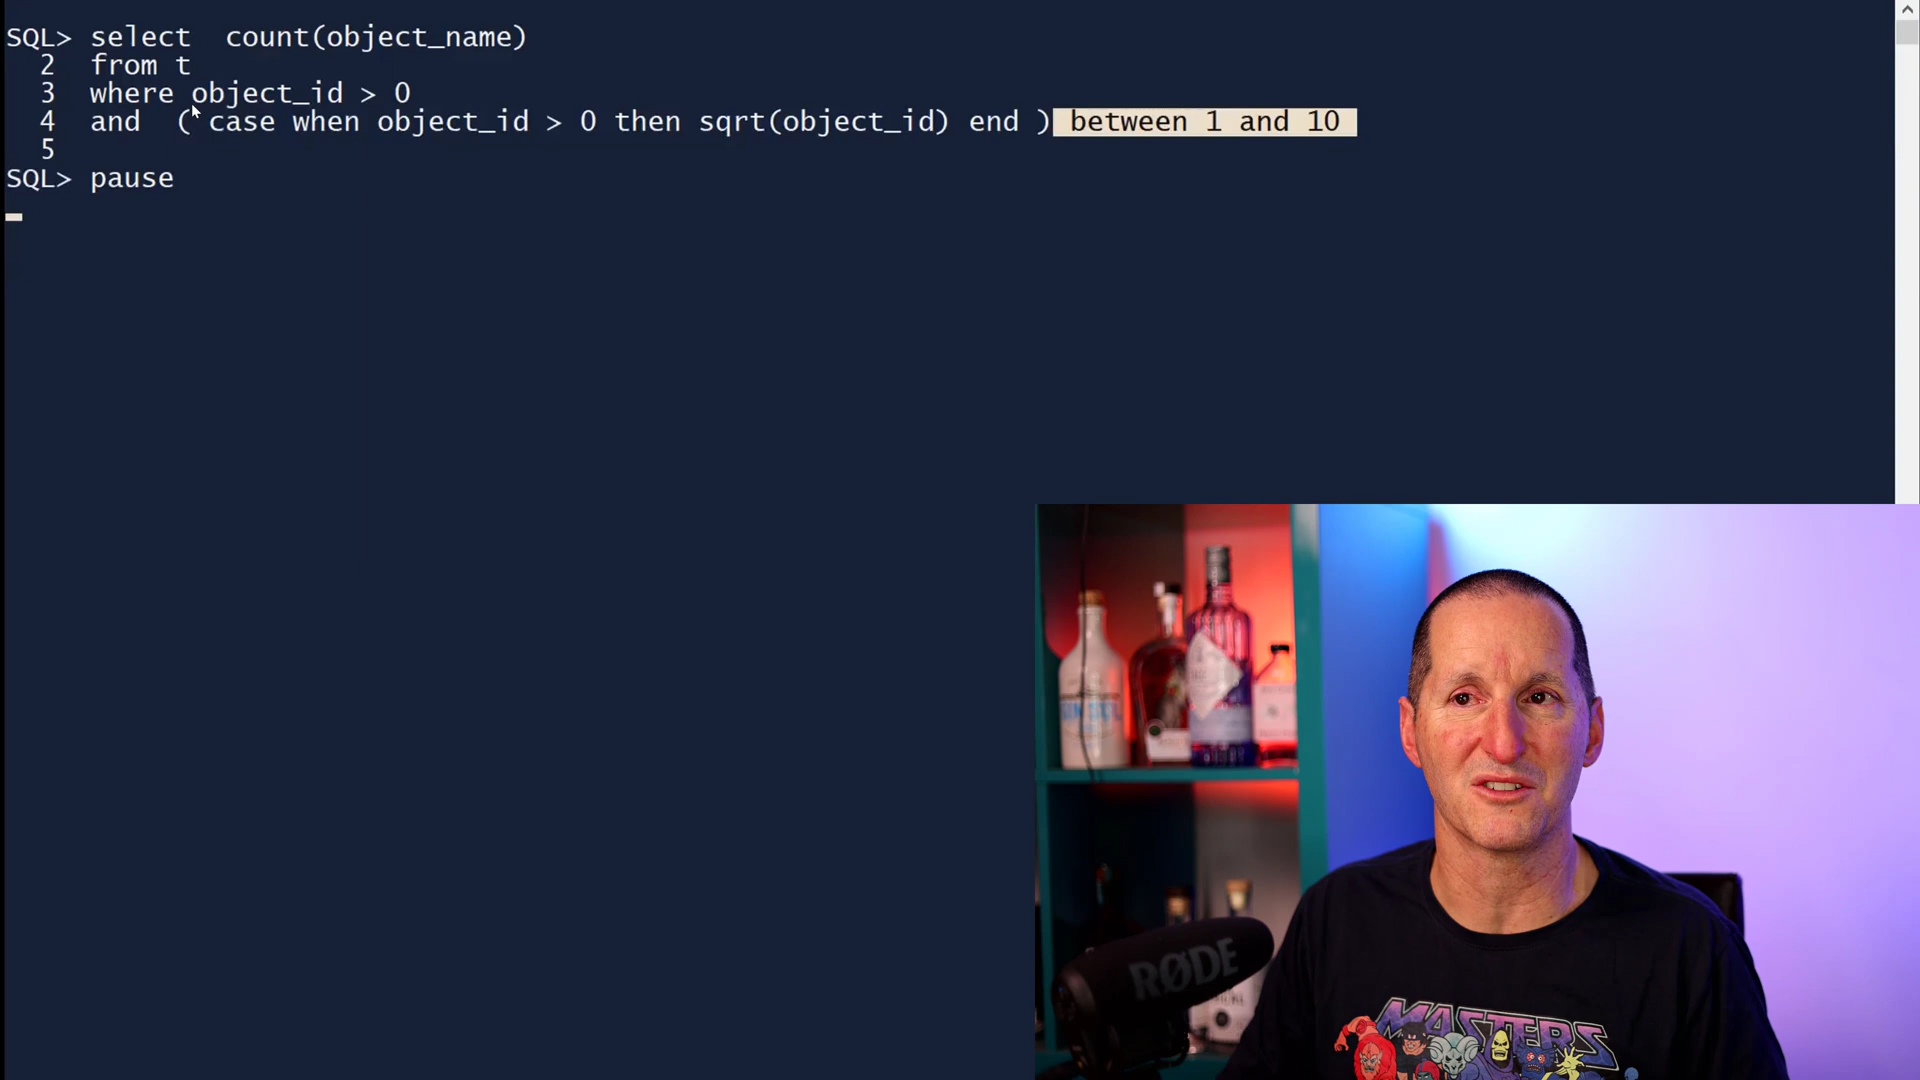 SQL> select  count(object_name)
  2  from t
  3  where object_id > 0
  4  and  ( case when object_id > 0 then sqrt(object_id) end ) between 1 and 10
  5
SQL> pause
RØDE
MASTERS